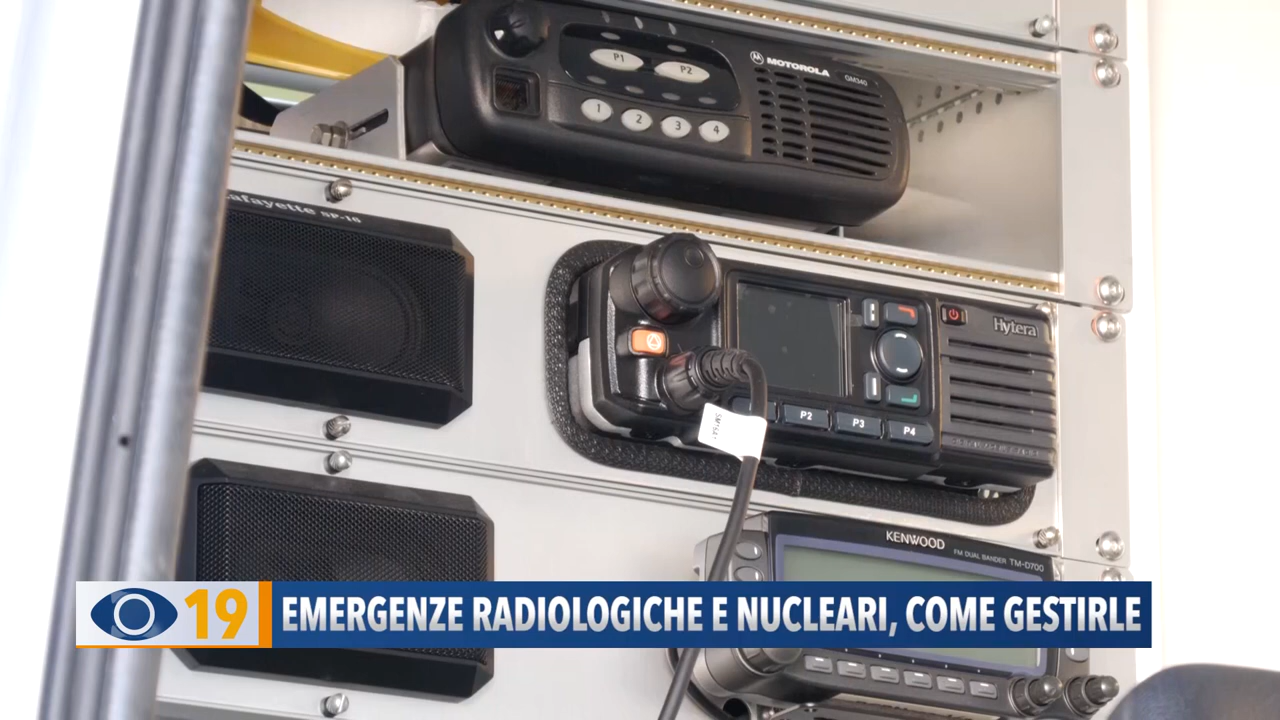 P1 P2
MOTOROLA GM340
1 2 3 4
Lafayette SP-16
Hytera
P2 P3 P4
KENWOOD FM DUAL BANDER TM-D700
19 EMERGENZE RADIOLOGICHE E NUCLEARI, COME GESTIRLE